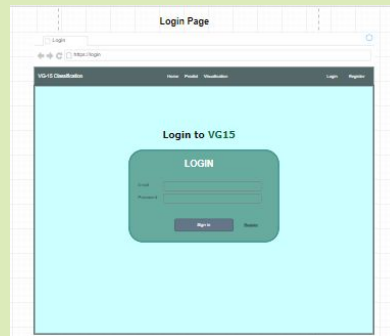 Login Page
Login
https://login
VG-15 Classification Home Predict Visualization Login Register
Login to VG15
LOGIN
Email
Password
Sign In Register